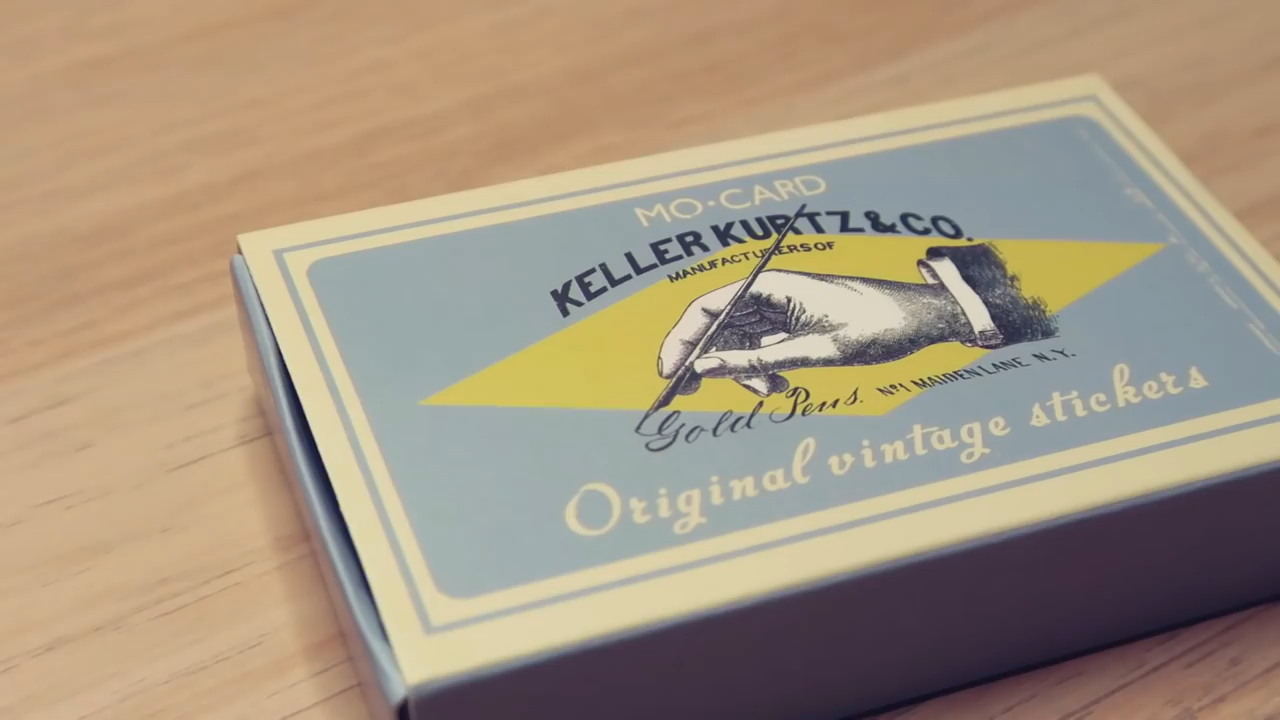 MO·CARD
KELLER KURTZ & CO.
MANUFACTURERS OF
Gold Pens. Nº1 MAIDEN LANE N.Y.
Original vintage stickers